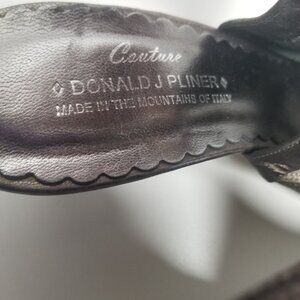 Couture
◊ DONALD J PLINER ◊
MADE IN THE MOUNTAINS OF ITALY